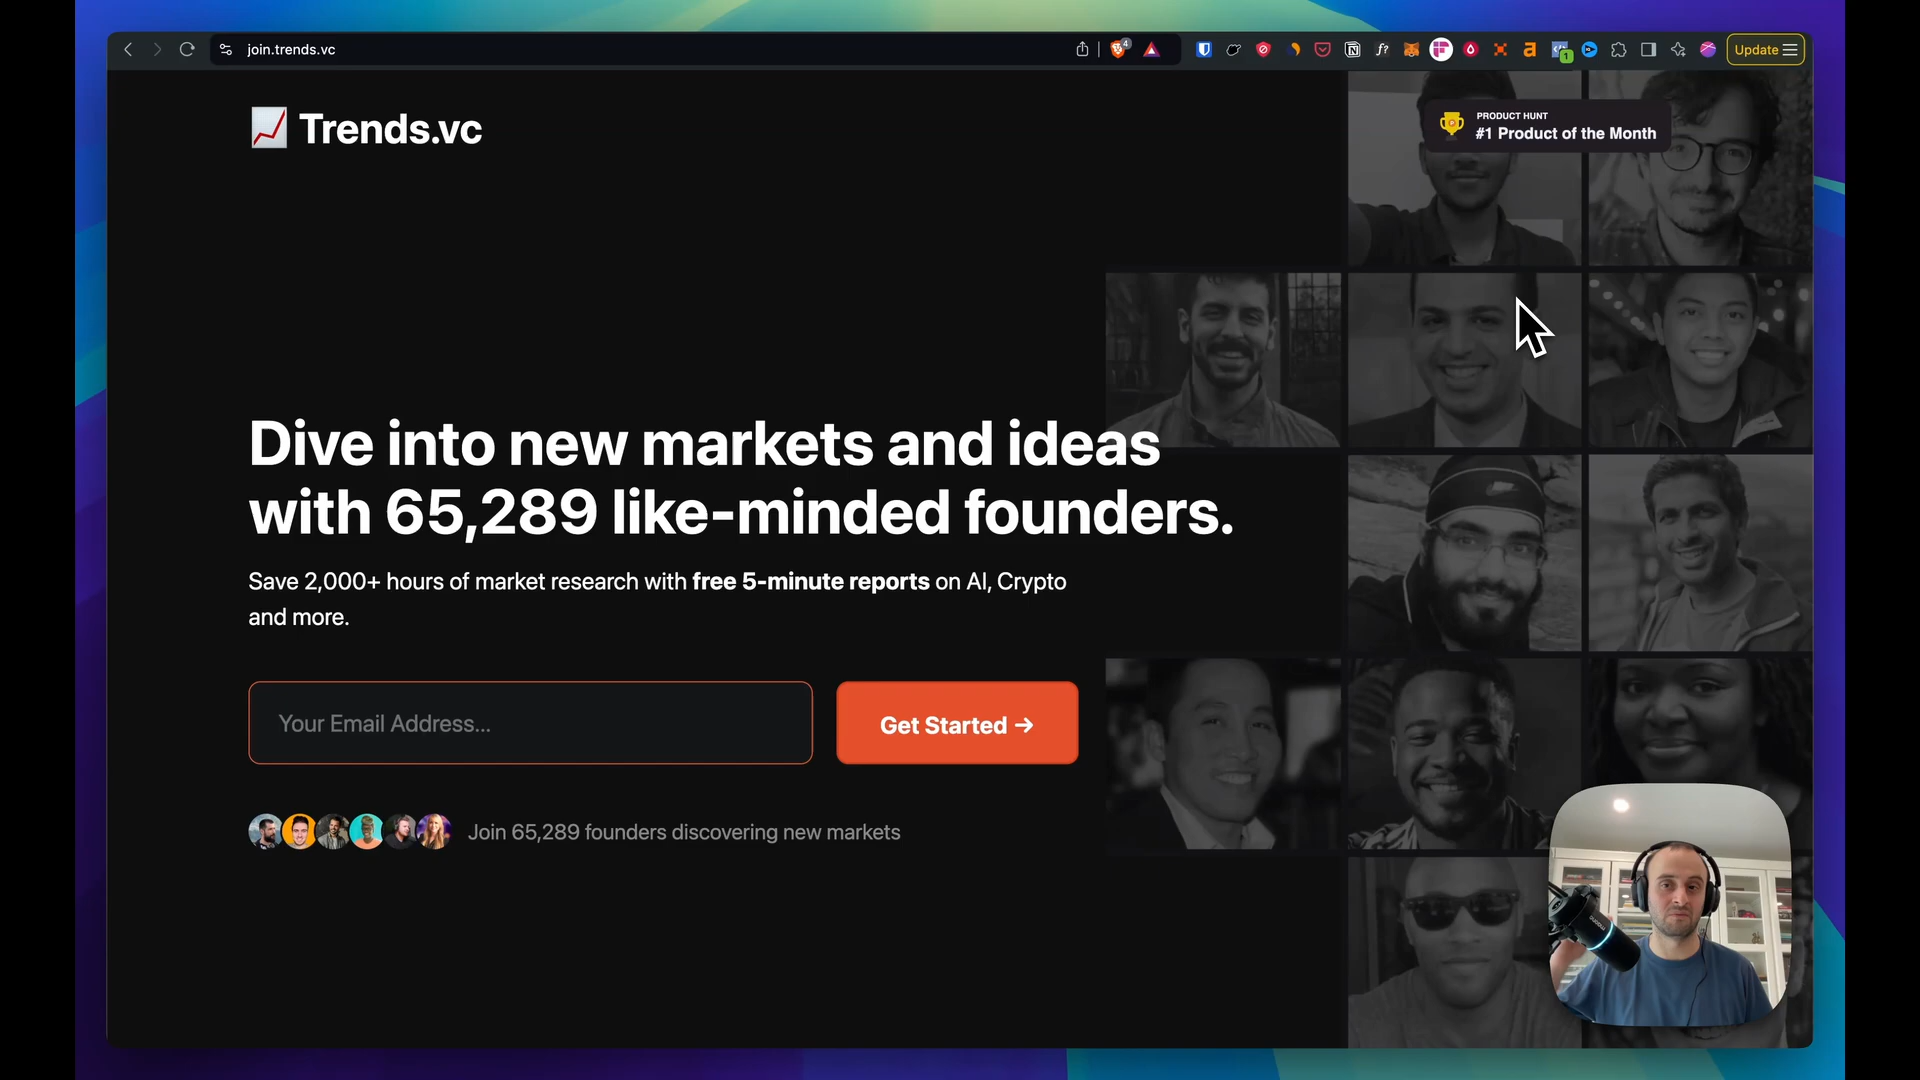 join.trends.vc
4
1
Update
Trends.vc
PRODUCT HUNT
#1 Product of the Month
Dive into new markets and ideas
with 65,289 like-minded founders.
Save 2,000+ hours of market research with free 5-minute reports on AI, Crypto
and more.
Your Email Address...
Get Started →
Join 65,289 founders discovering new markets